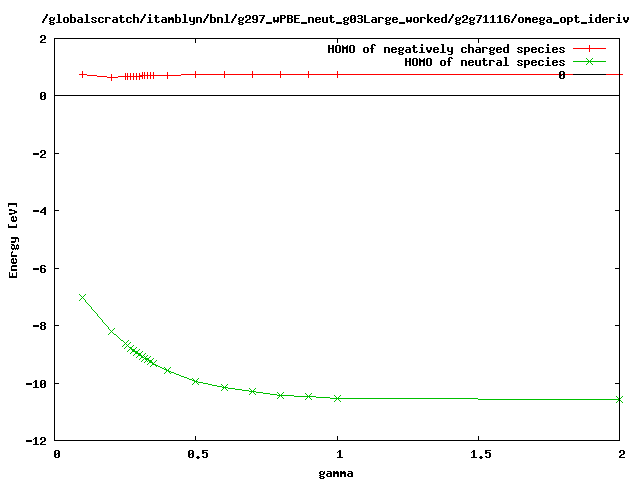 /globalscratch/itamblyn/bnl/g297_wPBE_neut_g03Large_worked/g2g71116/omega_opt_ideriv
HOMO of negatively charged species
HOMO of neutral species
0
2
0
-2
-4
-6
-8
-10
-12
Energy [eV]
0
0.5
1
1.5
2
gamma